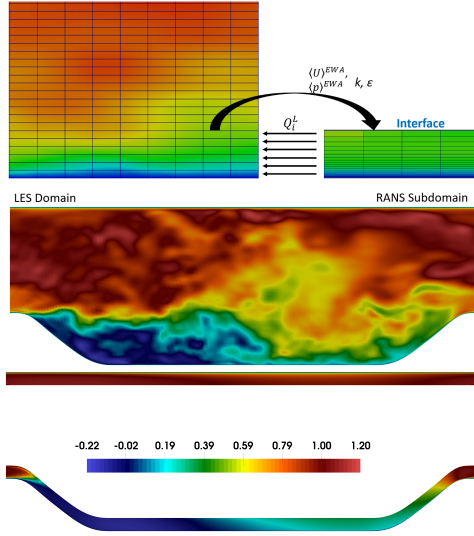 ⟨U⟩ᴱᵂᴬ,
⟨p⟩ᴱᵂᴬ k, ε
Qᵢᴸ
Interface
LES Domain RANS Subdomain
-0.22 -0.02 0.19 0.39 0.59 0.79 1.00 1.20